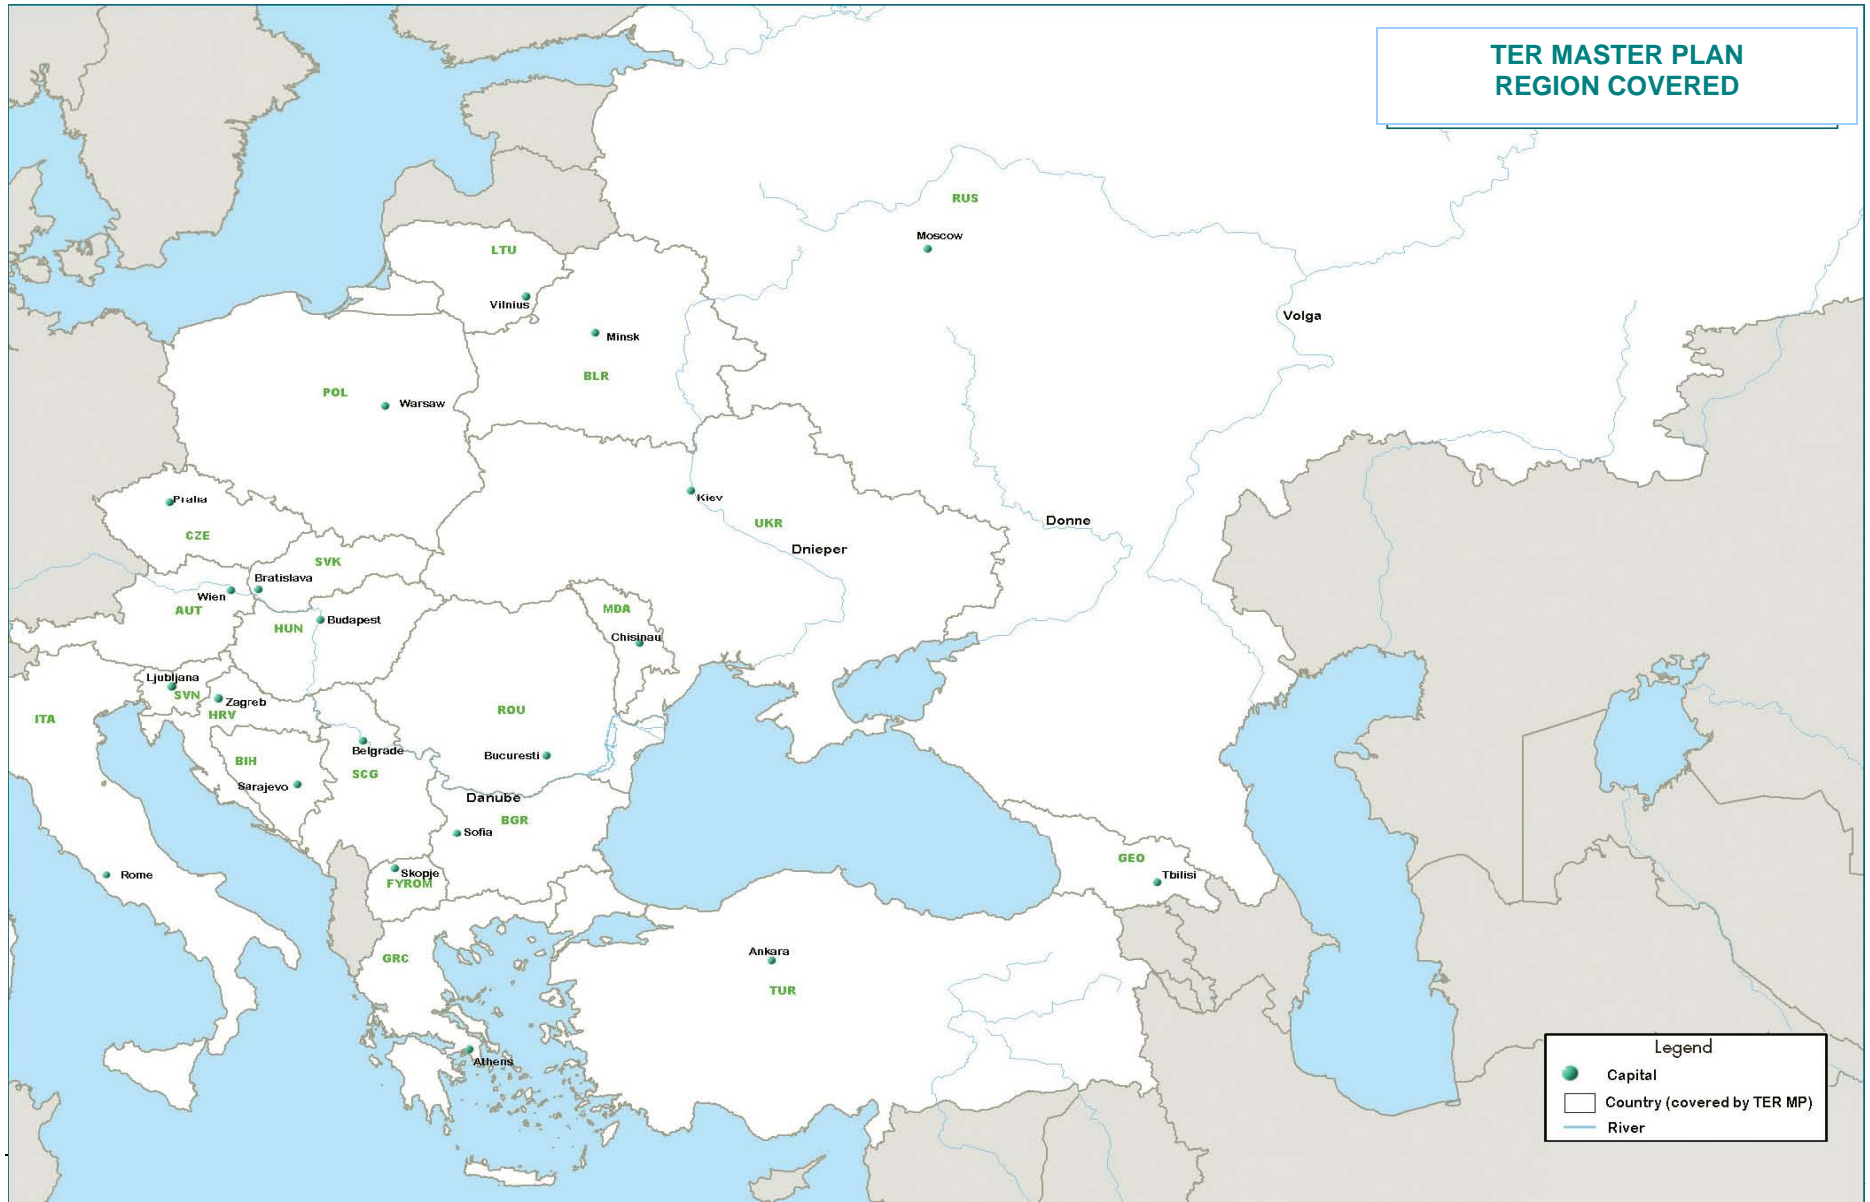 TER MASTER PLAN
REGION COVERED
RUS
Moscow
LTU
Vilnius
Minsk
BLR
Volga
POL
Warsaw
Praha
CZE
Kiev
UKR
Donne
Dnieper
SVK
Bratislava
Wien
AUT
HUN
Budapest
MDA
Chisinau
Ljubljana
SVN
Zagreb
HRV
ITA
ROU
Belgrade
Bucuresti
BIH
SCG
Sarajevo
Danube
BGR
Sofia
Rome
Skopje
FYROM
GEO
Tbilisi
GRC
Ankara
TUR
Athens
Legend
Capital
Country (covered by TER MP)
River